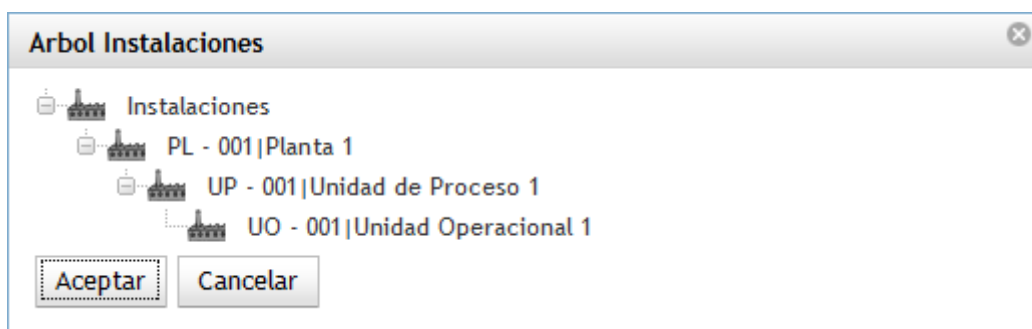 Arbol Instalaciones
Instalaciones
PL - 001|Planta 1
UP - 001|Unidad de Proceso 1
UO - 001|Unidad Operacional 1
Aceptar Cancelar